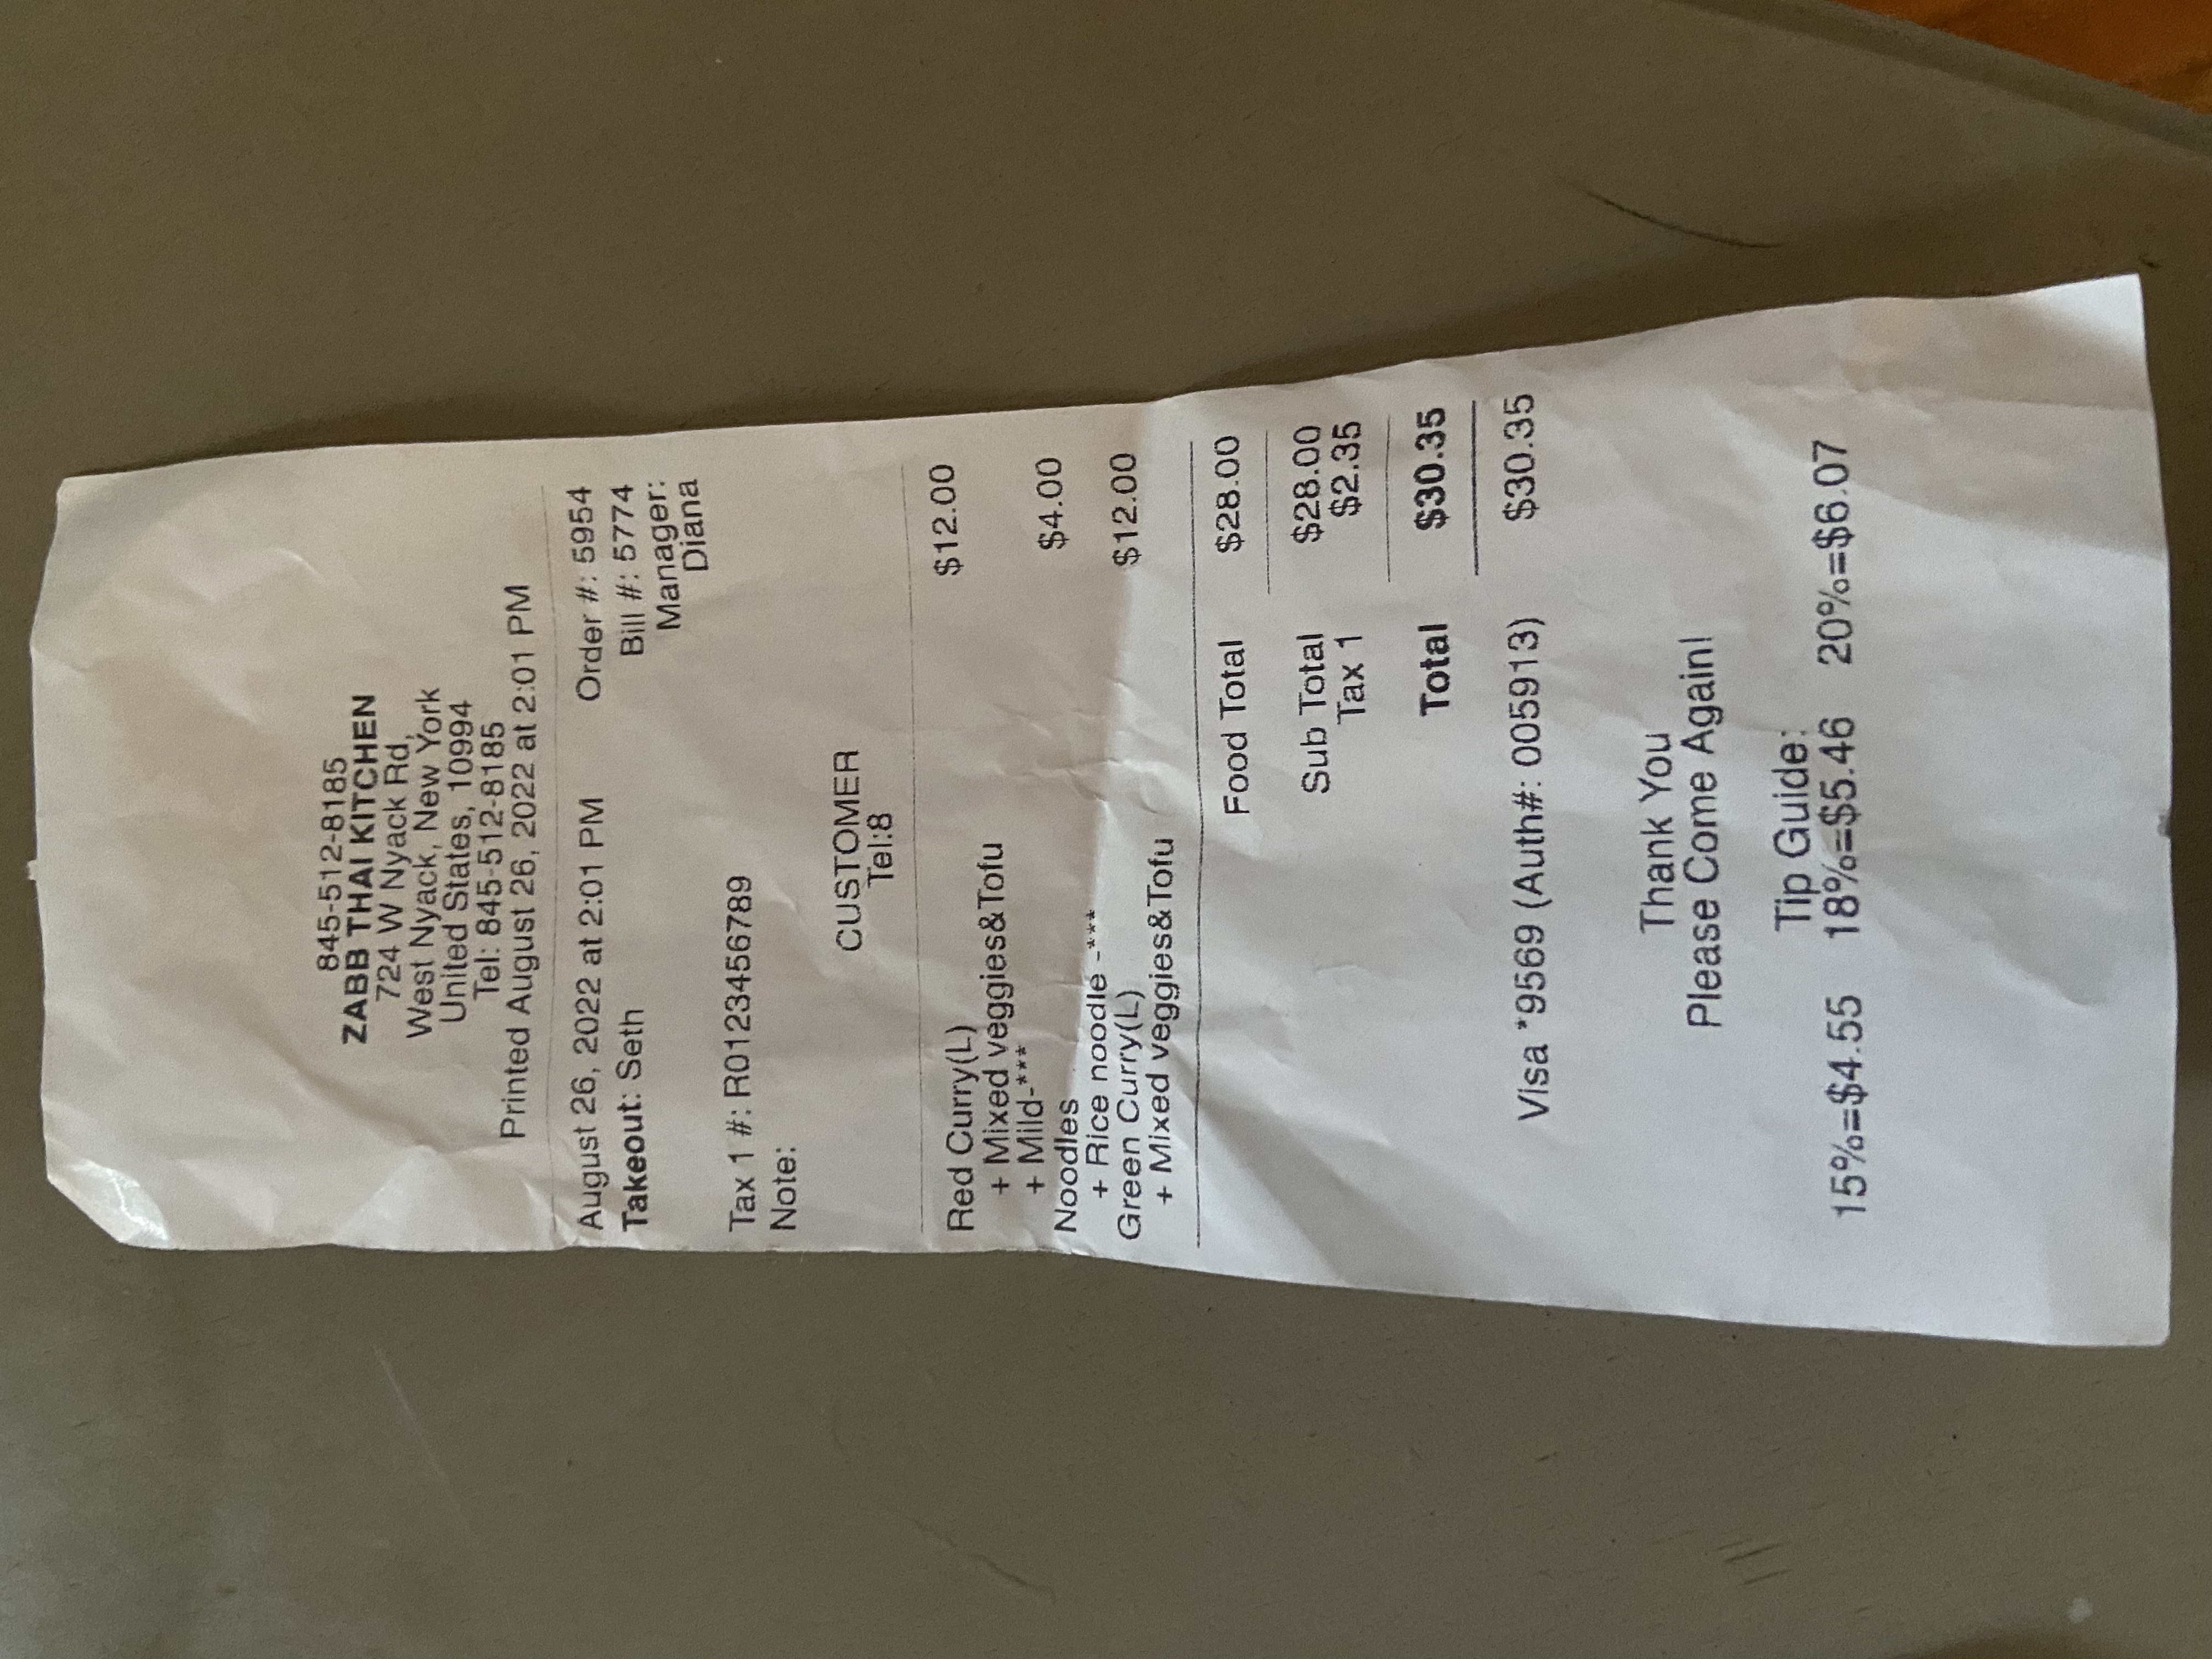 845-512-8185
ZABB THAI KITCHEN
724 W Nyack Rd,
West Nyack, New York
United States, 10994
Tel: 845-512-8185
Printed August 26, 2022 at 2:01 PM
August 26, 2022 at 2:01 PM Order #: 5954
Takeout: Seth Bill #: 5774
Manager:
Diana
Tax 1 #: R0123456789
Note:
CUSTOMER
Tel:8
Red Curry(L) $12.00
+ Mixed veggies&Tofu
+ Mild-***
Noodles $4.00
+ Rice noodle -***
Green Curry(L) $12.00
+ Mixed veggies&Tofu
Food Total $28.00
Sub Total $28.00
Tax 1 $2.35
Total $30.35
Visa *9569 (Auth#: 005913) $30.35
Thank You
Please Come Again!
Tip Guide:
15%=$4.55 18%=$5.46 20%=$6.07